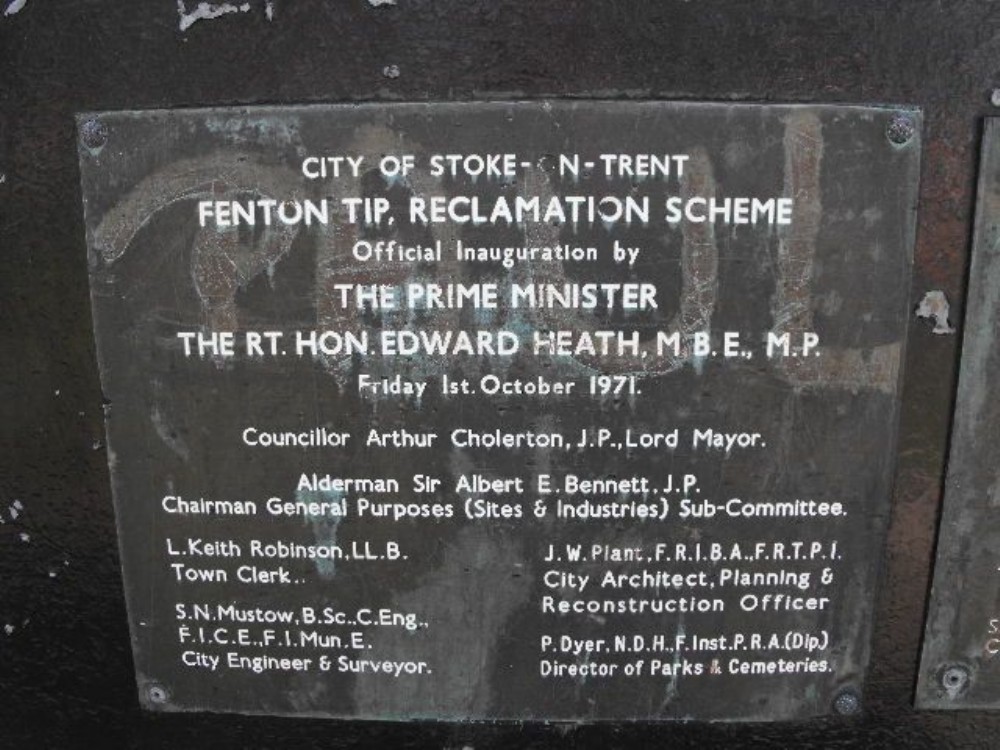 CITY OF STOKE- N-TRENT
FENTON TIP, RECLAMATION SCHEME
Official Inauguration by
THE PRIME MINISTER
THE RT. HON. EDWARD HEATH, M B. E., M.P.
Friday 1st. October 1971.
Councillor Arthur Cholerton, J.P., Lord Mayor.
Alderman Sir Albert E. Bennett, J.P.
Chairman General Purposes (Sites & Industries) Sub-Committee.
L. Keith Robinson, LL.B.
Town Clerk..
S.N. Mustow, B.Sc., C.Eng.,
F.I.C.E., F.I.Mun.E.
City Engineer & Surveyor.
J.W. Plant, F.R.I.B.A., F.R.T.P.I.
City Architect, Planning &
Reconstruction Officer
P. Dyer, N.D.H., F.Inst.P.R.A.(Dip.)
Director of Parks & Cemeteries.